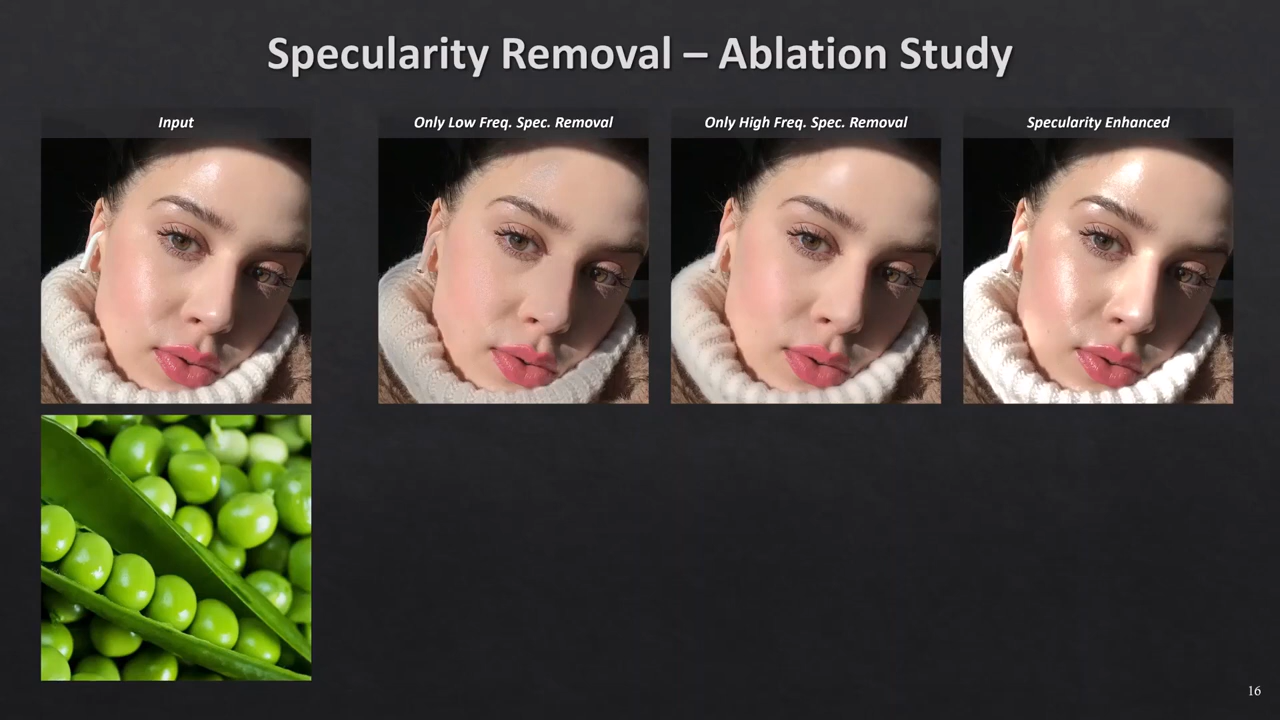 Specularity Removal – Ablation Study
Input
Only Low Freq. Spec. Removal
Only High Freq. Spec. Removal
Specularity Enhanced
16